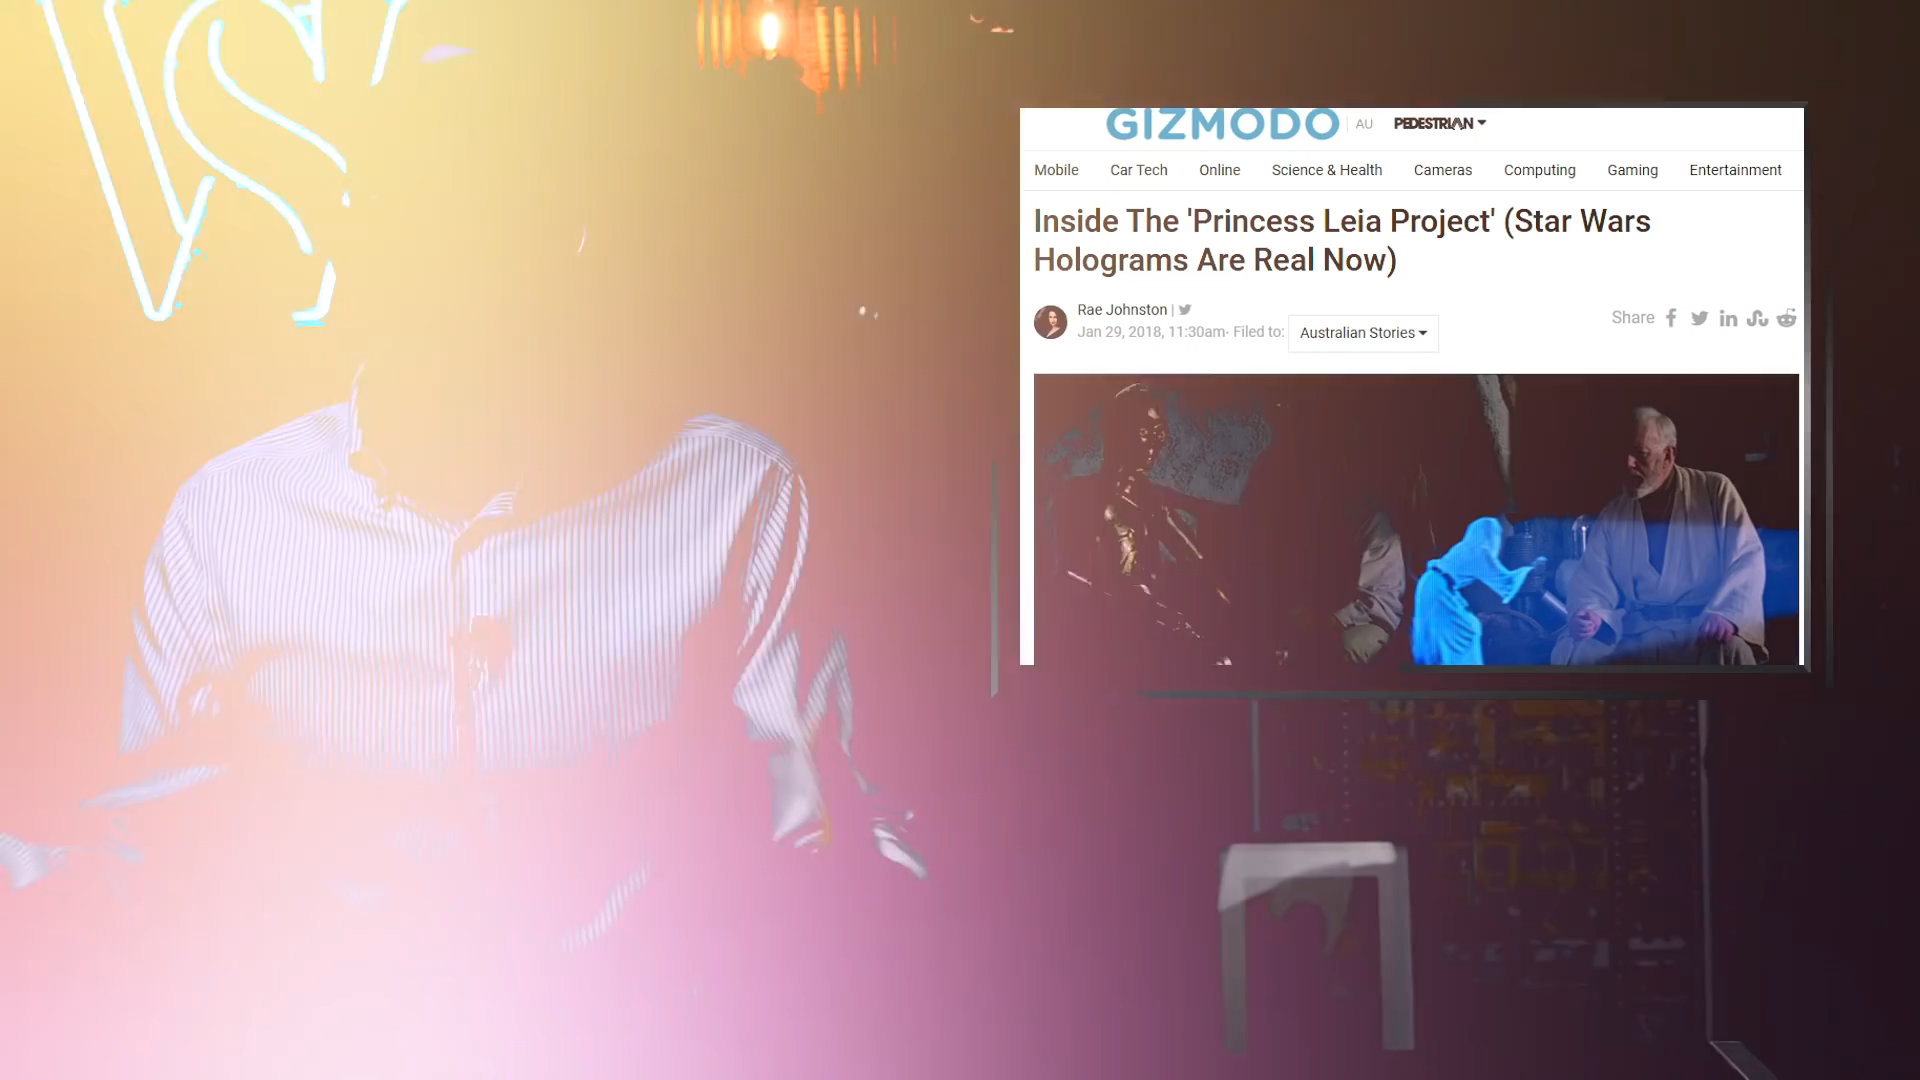 VS
GIZMODO AU PEDESTRIAN
Mobile Car Tech Online Science & Health Cameras Computing Gaming Entertainment
Inside The 'Princess Leia Project' (Star Wars
Holograms Are Real Now)
Rae Johnston |
Jan 29, 2018, 11:30am· Filed to: Australian Stories
Share